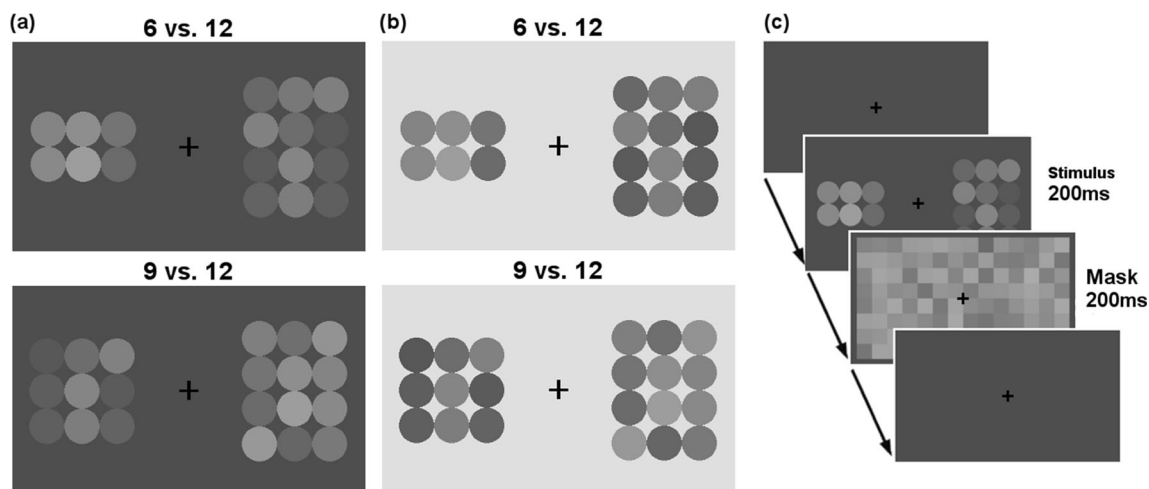 (a)
6 vs. 12
9 vs. 12
(b)
6 vs. 12
9 vs. 12
(c)
Stimulus
200ms
Mask
200ms